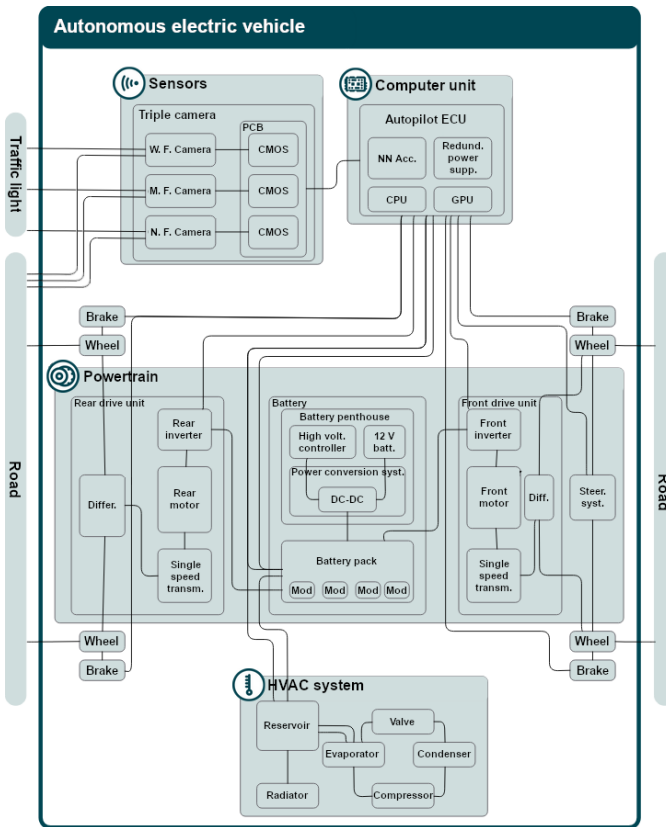 Autonomous electric vehicle
Sensors
Computer unit
Triple camera
PCB
W. F. Camera
CMOS
M. F. Camera
CMOS
N. F. Camera
CMOS
Autopilot ECU
NN Acc.
Redund.
power
supp.
CPU
GPU
Traffic light
Road
Road
Brake
Wheel
Brake
Wheel
Powertrain
Rear drive unit
Rear
inverter
Differ.
Rear
motor
Single
speed
transm.
Battery
Battery penthouse
High volt.
controller
12 V
batt.
Power conversion syst.
DC-DC
Battery pack
Mod
Mod
Mod
Mod
Front drive unit
Front
inverter
Front
motor
Diff.
Steer.
syst.
Single
speed
transm.
Wheel
Brake
Wheel
Brake
HVAC system
Reservoir
Valve
Evaporator
Condenser
Radiator
Compressor